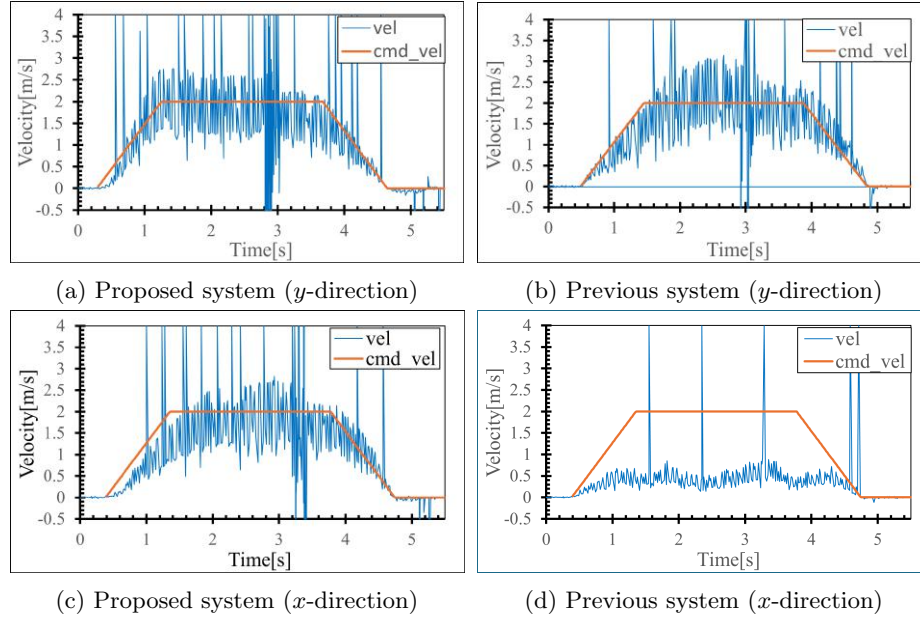 4
3.5
3
2.5
2
1.5
1
0.5
0
-0.5
Velocity[m/s]
vel
cmd_vel
0 1 2 3 4 5
Time[s]
(a) Proposed system (y-direction)
4
3.5
3
2.5
2
1.5
1
0.5
0
-0.5
Velocity[m/s]
vel
cmd_vel
0 1 2 3 4 5
Time[s]
(b) Previous system (y-direction)
4
3.5
3
2.5
2
1.5
1
0.5
0
-0.5
Velocity[m/s]
vel
cmd_vel
0 1 2 3 4 5
Time[s]
(c) Proposed system (x-direction)
4
3.5
3
2.5
2
1.5
1
0.5
0
-0.5
Velocity[m/s]
vel
cmd_vel
0 1 2 3 4 5
Time[s]
(d) Previous system (x-direction)